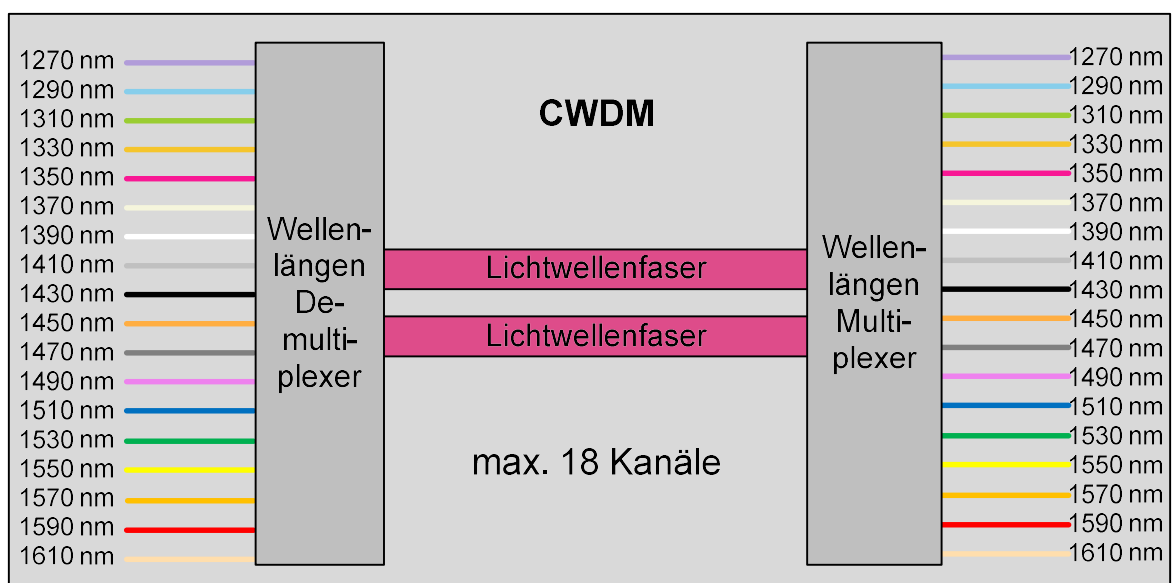 1270 nm
1290 nm
1310 nm
1330 nm
1350 nm
1370 nm
1390 nm
1410 nm
1430 nm
1450 nm
1470 nm
1490 nm
1510 nm
1530 nm
1550 nm
1570 nm
1590 nm
1610 nm
Wellen-
längen
De-
multi-
plexer
CWDM
Lichtwellenfaser
Lichtwellenfaser
max. 18 Kanäle
Wellen-
längen
Multi-
plexer
1270 nm
1290 nm
1310 nm
1330 nm
1350 nm
1370 nm
1390 nm
1410 nm
1430 nm
1450 nm
1470 nm
1490 nm
1510 nm
1530 nm
1550 nm
1570 nm
1590 nm
1610 nm